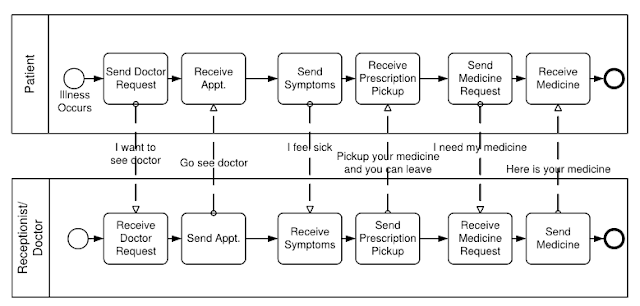 Patient
Illness
Occurs
Send Doctor
Request
Receive
Appt.
Send
Symptoms
Receive
Prescription
Pickup
Send
Medicine
Request
Receive
Medicine
I want to
see doctor
Go see doctor
I feel sick
Pickup your medicine
and you can leave
I need my medicine
Here is your medicine
Receptionist/
Doctor
Receive
Doctor
Request
Send Appt.
Receive
Symptoms
Send
Prescription
Pickup
Receive
Medicine
Request
Send
Medicine